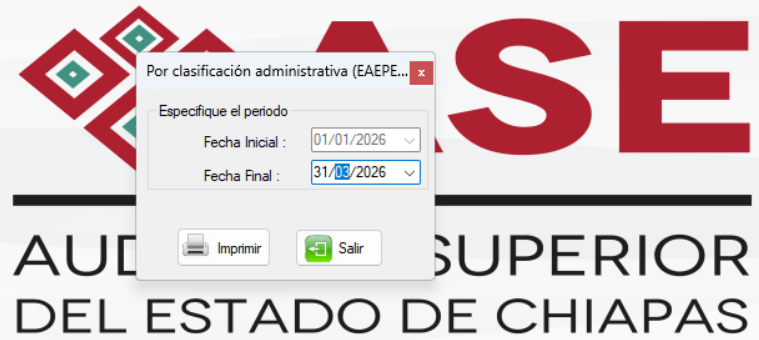 ASE
Por clasificación administrativa (EAEPE...
x
Especifique el periodo
Fecha Inicial :
01/01/2026
Fecha Final :
31/03/2026
Imprimir
Salir
AUD
SUPERIOR
DEL ESTADO DE CHIAPAS